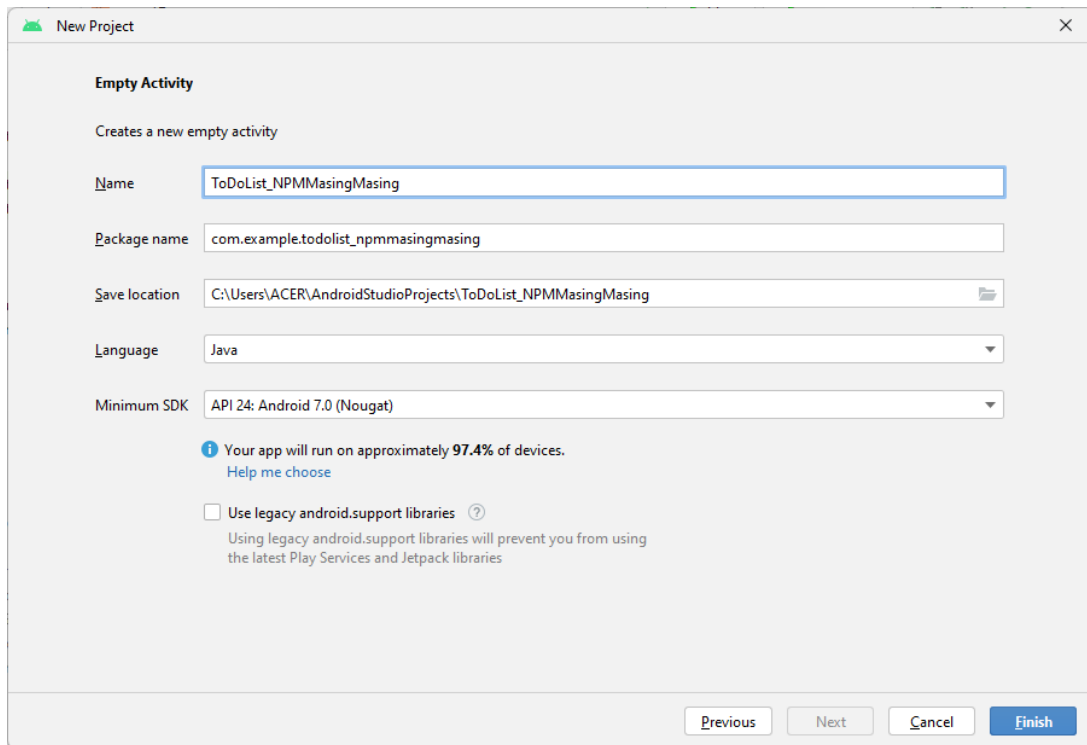 New Project
Empty Activity
Creates a new empty activity
Name ToDoList_NPMMasingMasing
Package name com.example.todolist_npmmasingmasing
Save location C:\Users\ACER\AndroidStudioProjects\ToDoList_NPMMasingMasing
Language Java
Minimum SDK API 24: Android 7.0 (Nougat)
Your app will run on approximately 97.4% of devices.
Help me choose
Use legacy android.support libraries ?
Using legacy android.support libraries will prevent you from using
the latest Play Services and Jetpack libraries
Previous Next Cancel Finish